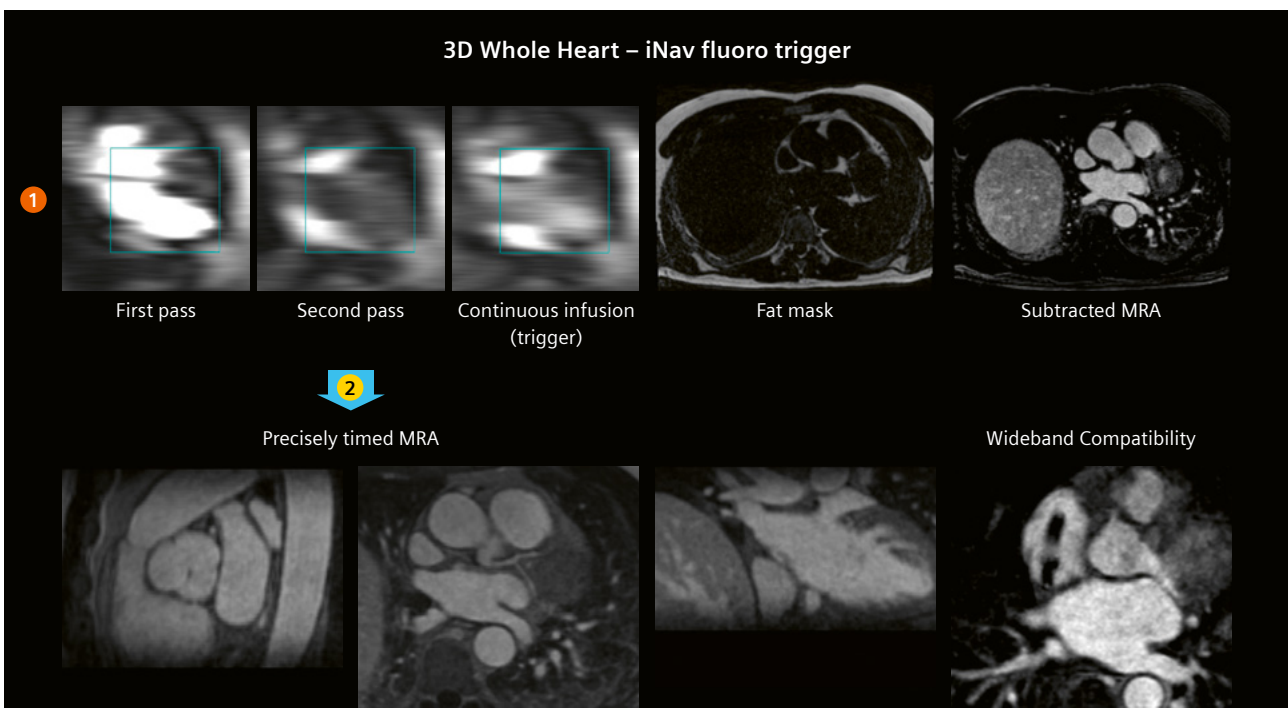 3D Whole Heart – iNav fluoro trigger
1
First pass
Second pass
Continuous infusion
(trigger)
Fat mask
Subtracted MRA
2
Precisely timed MRA
Wideband Compatibility